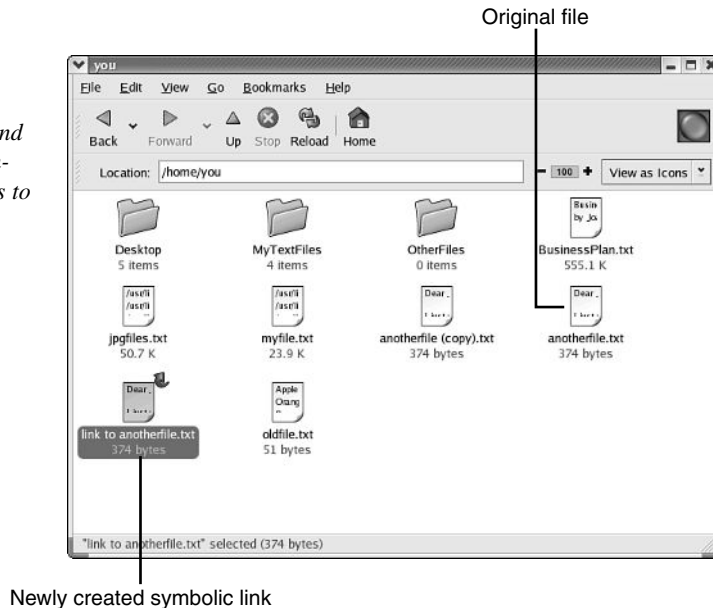 Original file
nd
-
s to
you
File Edit View Go Bookmarks Help
Back Forward Up Stop Reload Home
Location: /home/you 100 View as Icons
Desktop MyTextFiles OtherFiles BusinessPlan.txt
5 items 4 items 0 items 555.1 K
jpgfiles.txt myfile.txt anotherfile (copy).txt anotherfile.txt
50.7 K 23.9 K 374 bytes 374 bytes
link to anotherfile.txt oldfile.txt
374 bytes 51 bytes
"link to anotherfile.txt" selected (374 bytes)
Newly created symbolic link